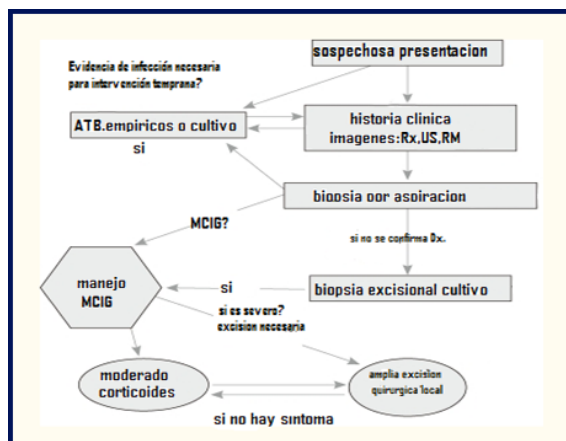 sospechosa presentacion
Evidencia de infección necesaria
para intervención temprana?
ATB.empiricos o cultivo
si
historia clinica
imagenes:Rx,US,RM
biopsia por aspiracion
MCIG?
si no se confirma Dx.
manejo
MCIG
si
biopsia excisional cultivo
si es severo?
excision necesaria
moderado
corticoides
amplia excision
quirurgica local
si no hay sintoma